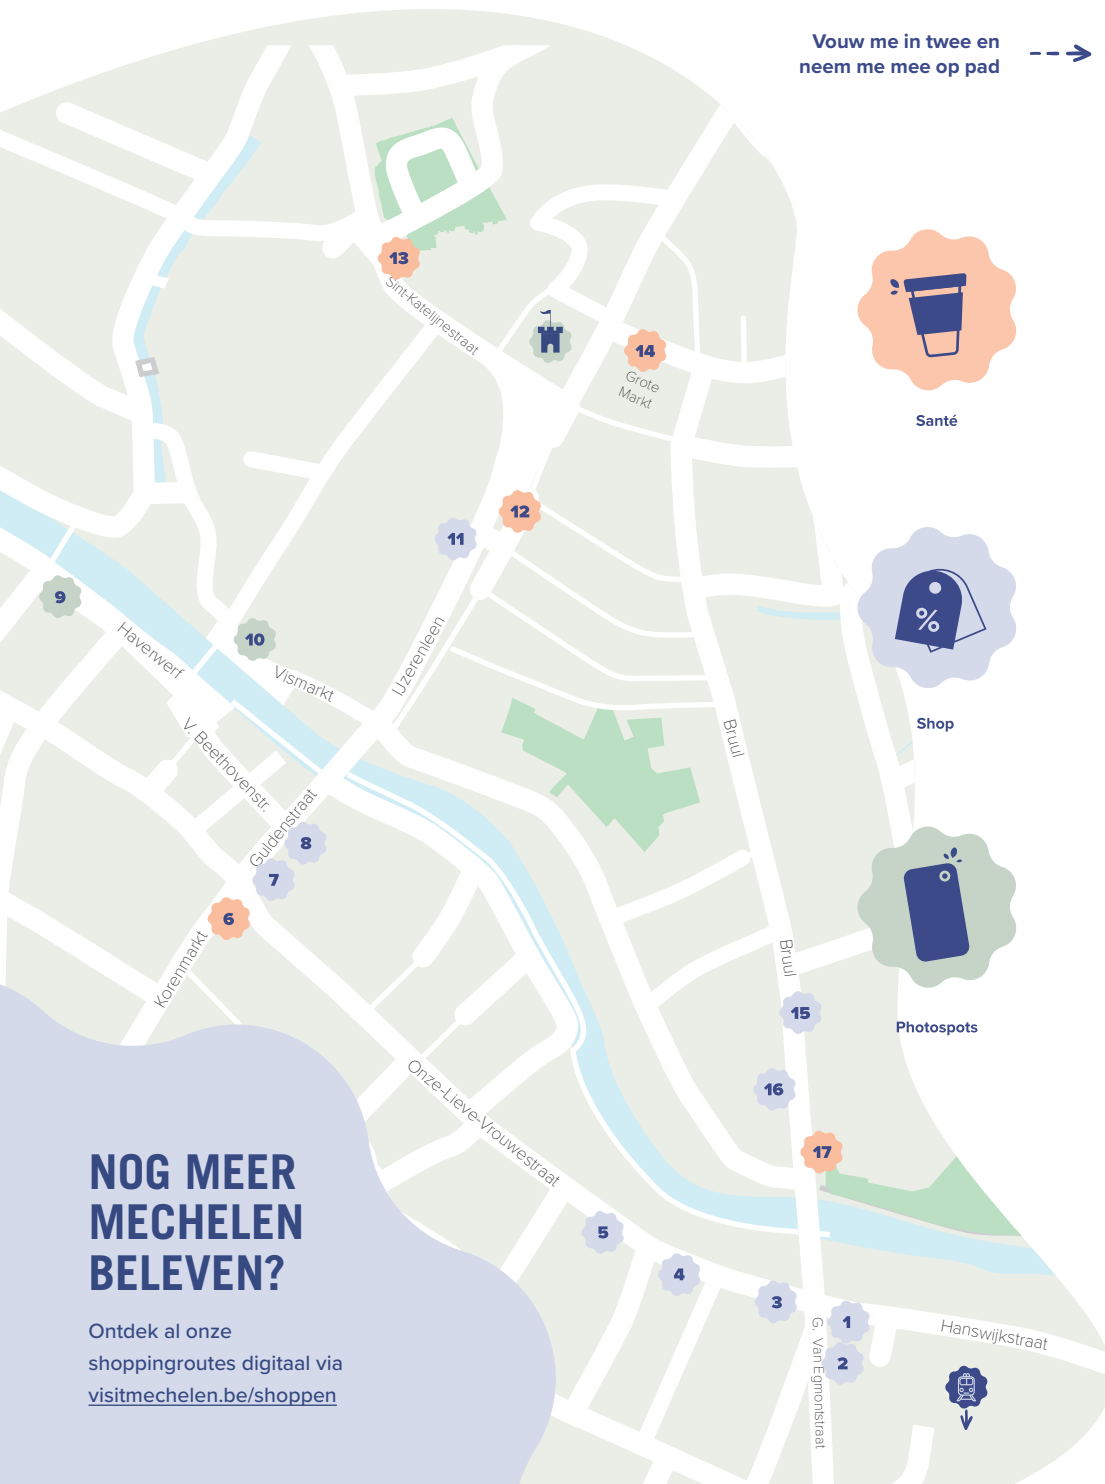 Vouw me in twee en
neem me mee op pad
13
Sint-Katelijnestraat
14
Grote
Markt
Santé
12
11
9
10
Haverwerf
Vismarkt
IJzerenleen
%
Shop
V. Beethovenstr.
Bruul
Guldenstraat
8
7
6
Korenmarkt
Bruul
15
Photospots
16
Onze-Lieve-Vrouwestraat
17
5
4
3
1
2
G. Van Egmontstraat
Hanswijkstraat
NOG MEER
MECHELEN
BELEVEN?
Ontdek al onze
shoppingroutes digitaal via
visitmechelen.be/shoppen